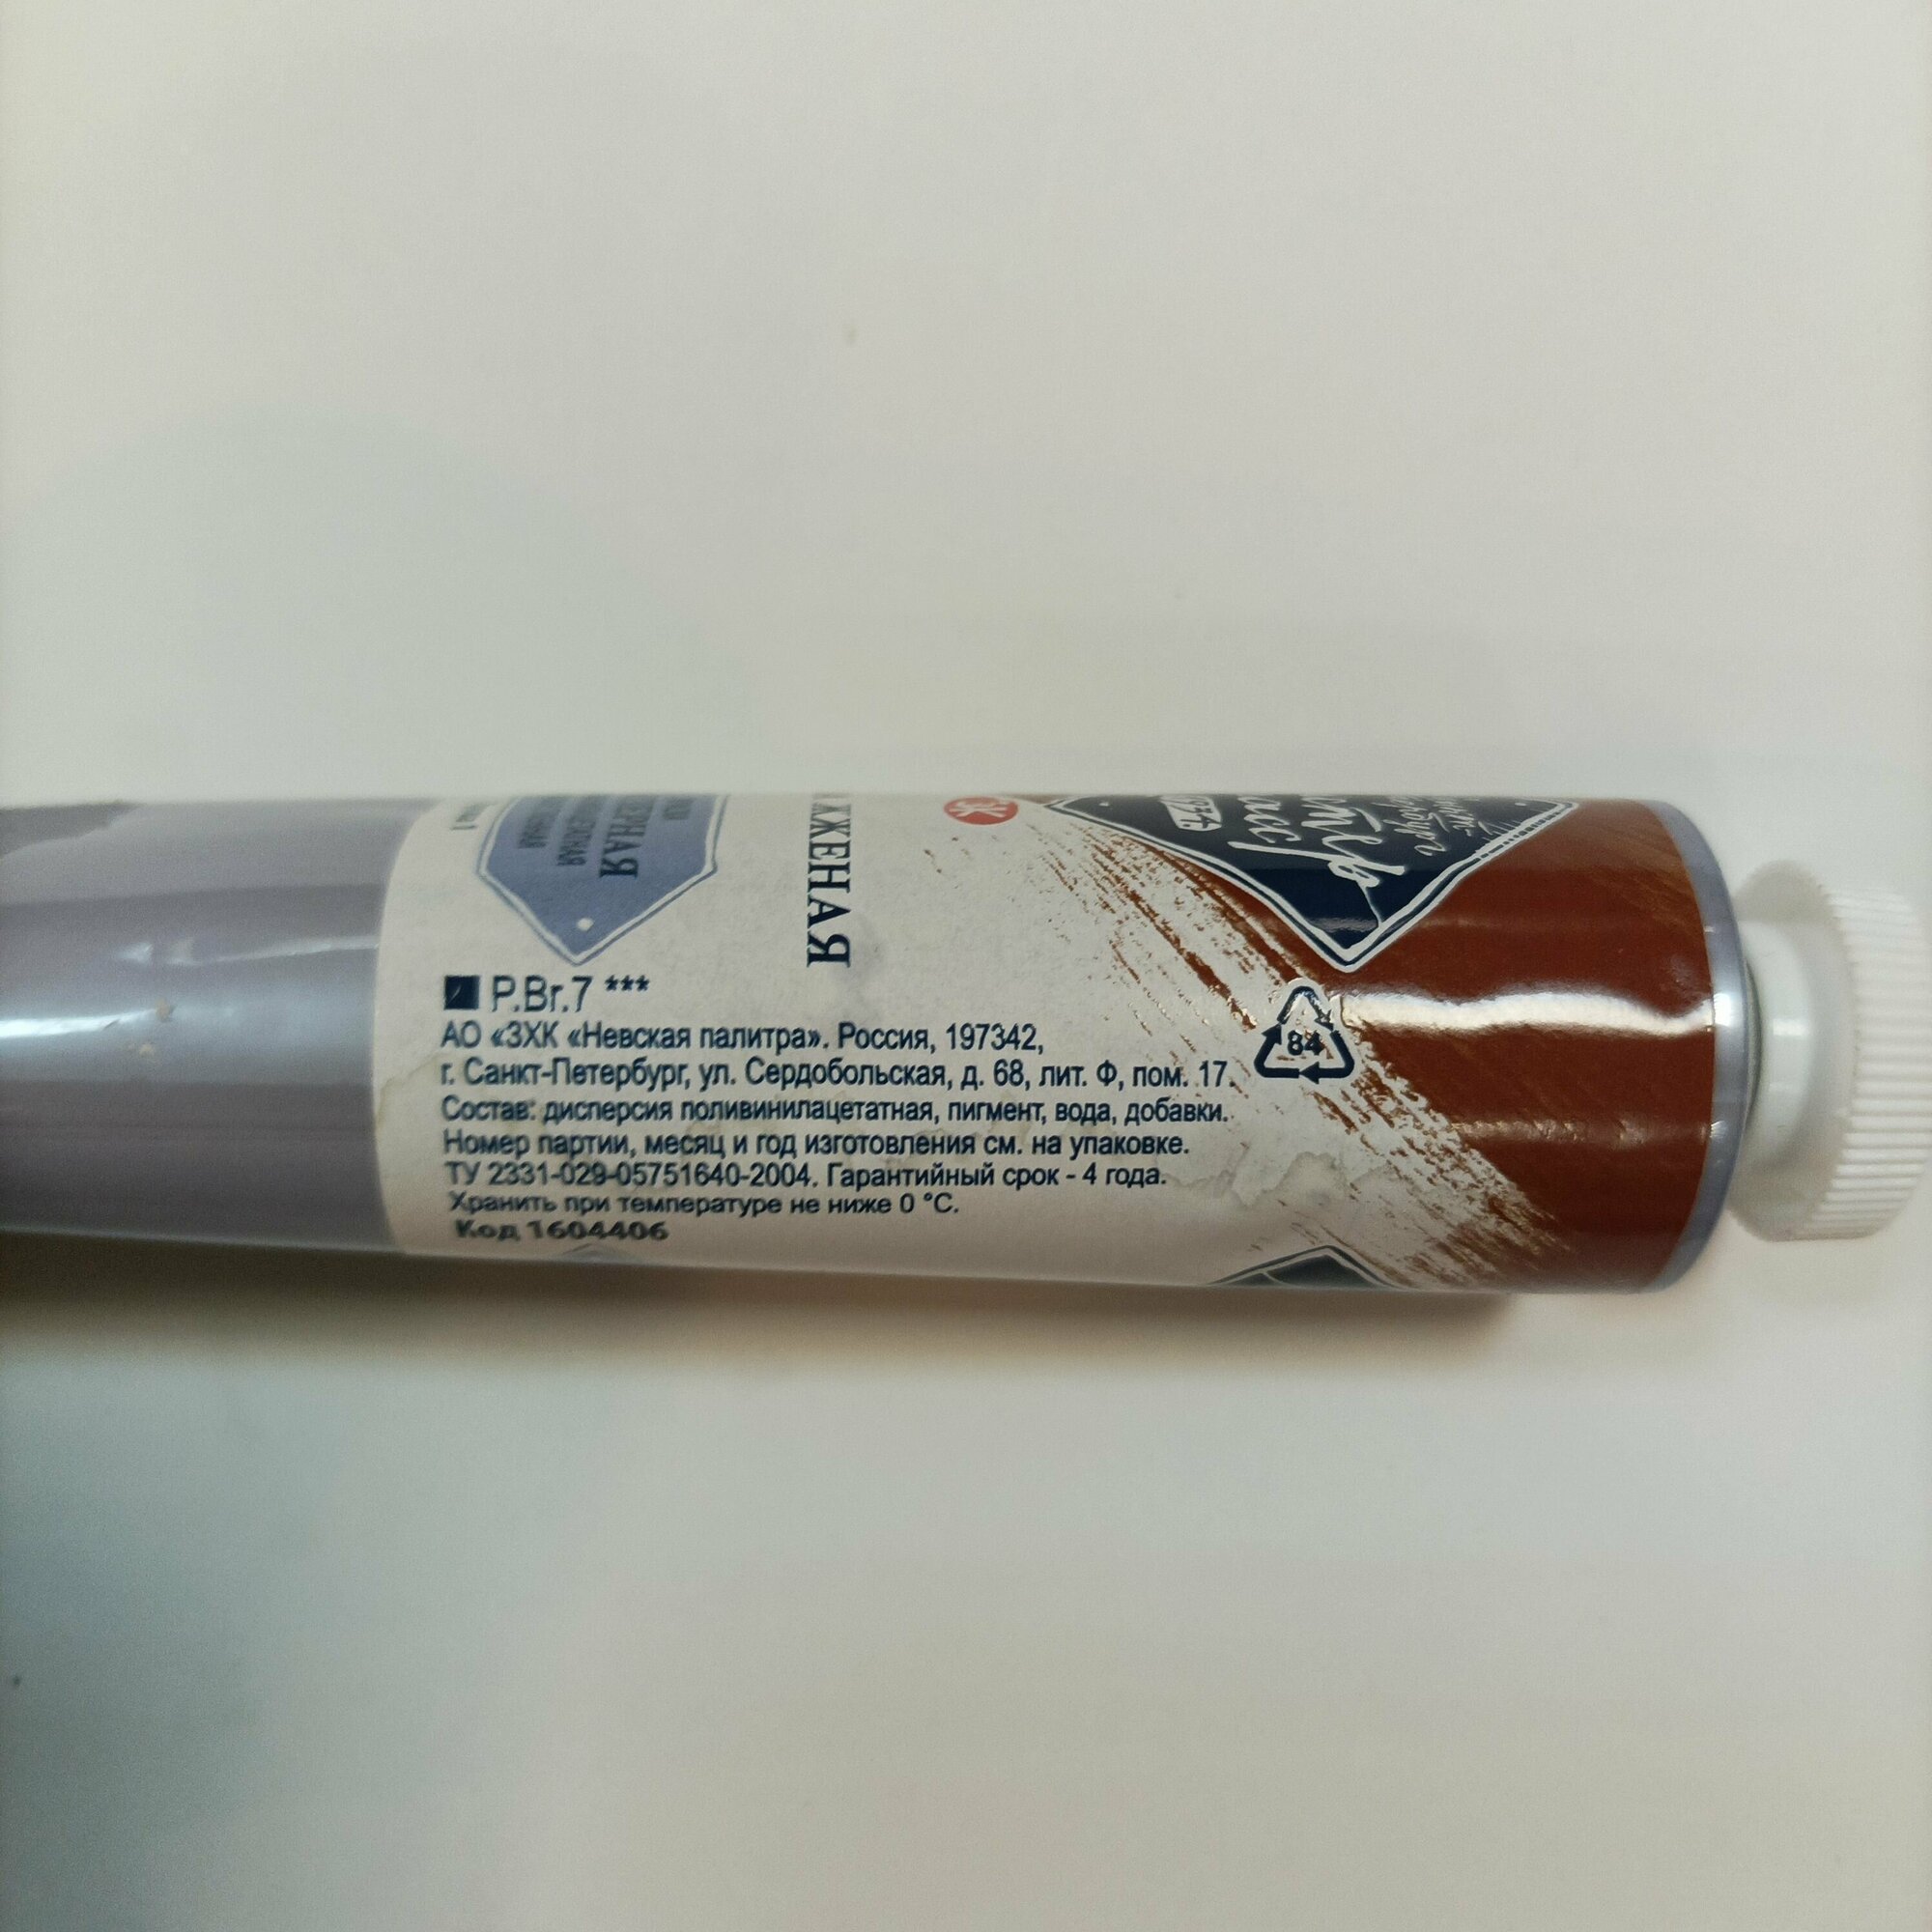 P.Br.7 ***
АО «ЗХК «Невская палитра». Россия, 197342,
г. Санкт-Петербург, ул. Сердобольская, д. 68, лит. Ф, пом. 17.
Состав: дисперсия поливинилацетатная, пигмент, вода, добавки.
Номер партии, месяц и год изготовления см. на упаковке.
ТУ 2331-029-05751640-2004. Гарантийный срок - 4 года.
Хранить при температуре не ниже 0 °C.
Код 1604406
84
ЖЖЕНАЯ